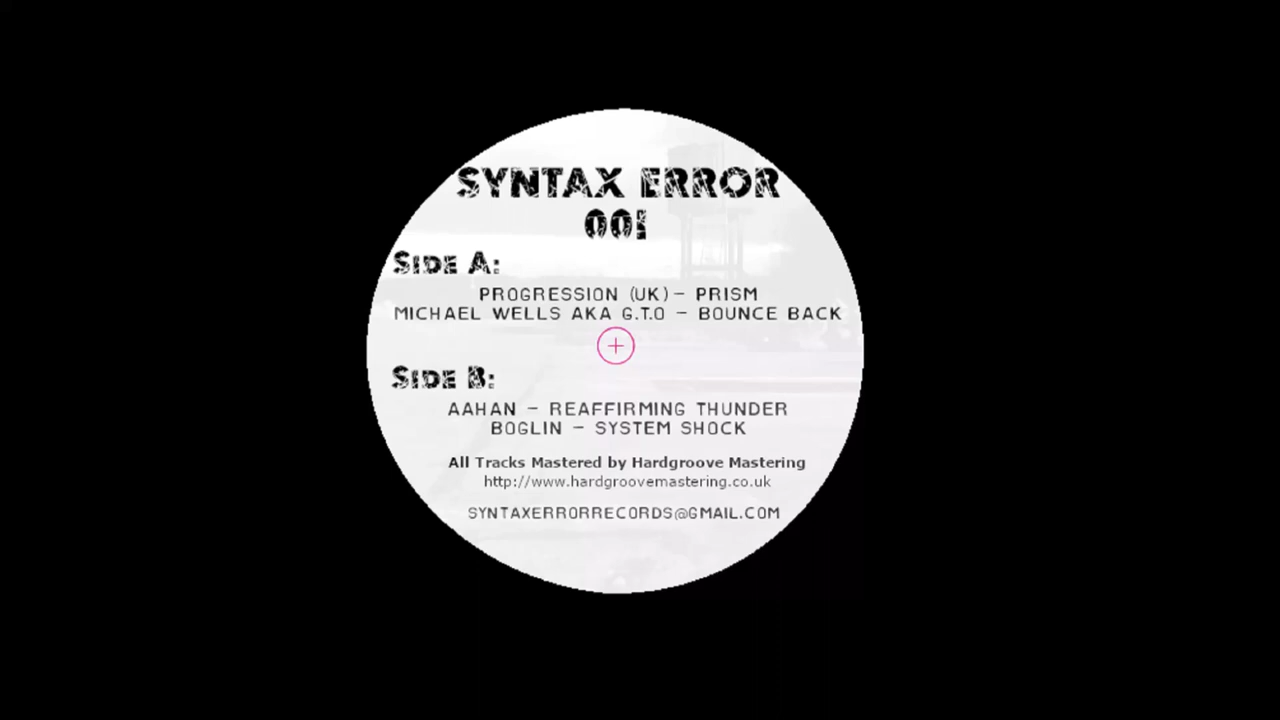 SYNTAX ERROR
001
SIDE A:
PROGRESSION (UK) - PRISM
MICHAEL WELLS AKA G.T.O - BOUNCE BACK
SIDE B:
AAHAN - REAFFIRMING THUNDER
BOGLIN - SYSTEM SHOCK
All Tracks Mastered by Hardgroove Mastering
http://www.hardgroovemastering.co.uk
SYNTAXERRORRECORDS@GMAIL.COM